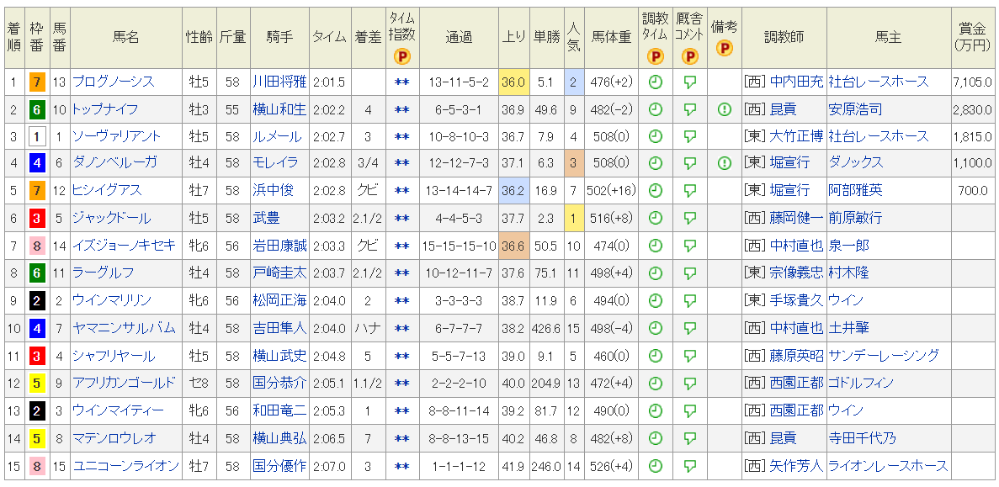 着順 枠番 馬番 馬名 性齢 斤量 騎手 タイム 着差 タイム指数 P 通過 上り 単勝 人気 馬体重 調教タイム P 厩舎コメント P 備考 P 調教師 馬主 賞金(万円)
1 7 13 プログノーシス 牡5 58 川田将雅 2:01.5 ** 13-11-5-2 36.0 5.1 2 476(+2) [西] 中内田充 社台レースホース 7,105.0
2 6 10 トップナイフ 牡3 55 横山和生 2:02.2 4 ** 6-5-3-1 36.9 49.6 9 482(-2) [西] 昆貢 安原浩司 2,830.0
3 1 1 ソーヴァリアント 牡5 58 ルメール 2:02.7 3 ** 10-8-10-3 36.7 7.9 4 508(0) [東] 大竹正博 社台レースホース 1,815.0
4 4 6 ダノンベルーガ 牡4 58 モレイラ 2:02.8 3/4 ** 12-12-7-3 37.1 6.3 3 508(0) [東] 堀宣行 ダノックス 1,100.0
5 7 12 ヒシイグアス 牡7 58 浜中俊 2:02.8 クビ ** 13-14-14-7 36.2 16.9 7 502(+16) [東] 堀宣行 阿部雅英 700.0
6 3 5 ジャックドール 牡5 58 武豊 2:03.2 2.1/2 ** 4-4-5-3 37.7 2.3 1 516(+8) [西] 藤岡健一 前原敏行
7 8 14 イズジョーノキセキ 牝6 56 岩田康誠 2:03.3 クビ ** 15-15-15-10 36.6 50.5 10 474(0) [西] 中村直也 泉一郎
8 6 11 ラーグルフ 牡4 58 戸崎圭太 2:03.7 2.1/2 ** 10-12-11-7 37.6 75.1 11 498(+4) [東] 宗像義忠 村木隆
9 2 2 ウインマリリン 牝6 56 松岡正海 2:04.0 2 ** 3-3-3-3 38.7 11.9 6 494(0) [東] 手塚貴久 ウイン
10 4 7 ヤマニンサルバム 牡4 58 吉田隼人 2:04.0 ハナ ** 6-7-7-7 38.2 426.6 15 498(-4) [西] 中村直也 土井肇
11 3 4 シャフリヤール 牡5 58 横山武史 2:04.8 5 ** 5-5-7-13 39.0 9.1 5 460(0) [西] 藤原英昭 サンデーレーシング
12 5 9 アフリカンゴールド セ8 58 国分恭介 2:05.1 1.1/2 ** 2-2-2-10 40.0 204.9 13 472(+4) [西] 西園正都 ゴドルフィン
13 2 3 ウインマイティー 牝6 56 和田竜二 2:05.3 1 ** 8-8-11-14 39.2 81.7 12 490(0) [西] 西園正都 ウイン
14 5 8 マテンロウレオ 牡4 58 横山典弘 2:06.5 7 ** 8-8-13-15 40.2 46.8 8 482(+8) [西] 昆貢 寺田千代乃
15 8 15 ユニコーンライオン 牡7 58 国分優作 2:07.0 3 ** 1-1-1-12 41.9 246.0 14 526(+4) [西] 矢作芳人 ライオンレースホース